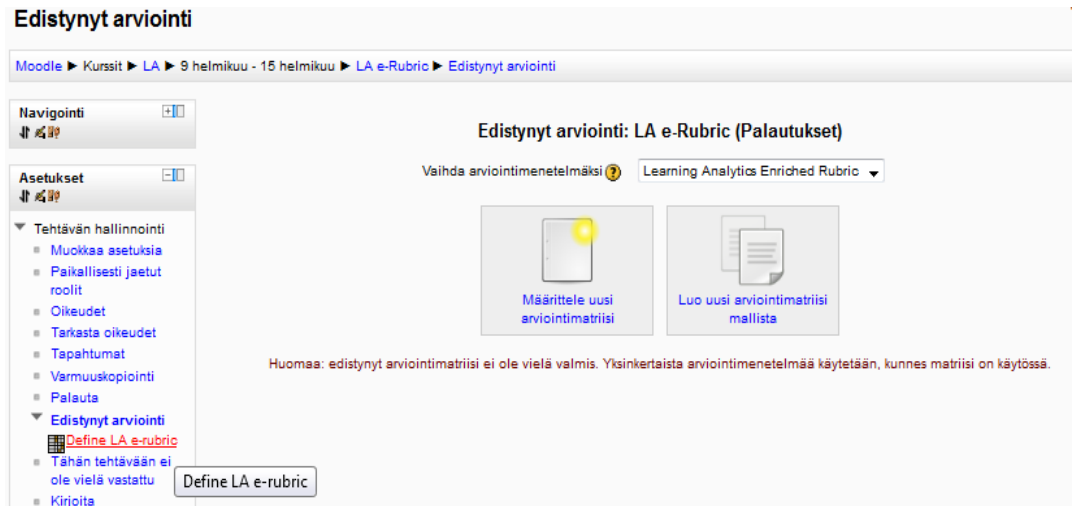 Edistynyt arviointi
Moodle ► Kurssit ► LA ► 9 helmikuu - 15 helmikuu ► LA e-Rubric ► Edistynyt arviointi
Navigointi
Asetukset
Tehtävän hallinnointi
Muokkaa asetuksia
Paikallisesti jaetut
roolit
Oikeudet
Tarkasta oikeudet
Tapahtumat
Varmuuskopiointi
Palauta
Edistynyt arviointi
Define LA e-rubric
Tähän tehtävään ei
ole vielä vastattu
Define LA e-rubric
Kirjoita
Edistynyt arviointi: LA e-Rubric (Palautukset)
Vaihda arviointimenetelmäksi Learning Analytics Enriched Rubric
Määrittele uusi
arviointimatriisi
Luo uusi arviointimatriisi
mallista
Huomaa: edistynyt arviointimatriisi ei ole vielä valmis. Yksinkertaista arviointimenetelmää käytetään, kunnes matriisi on käytössä.